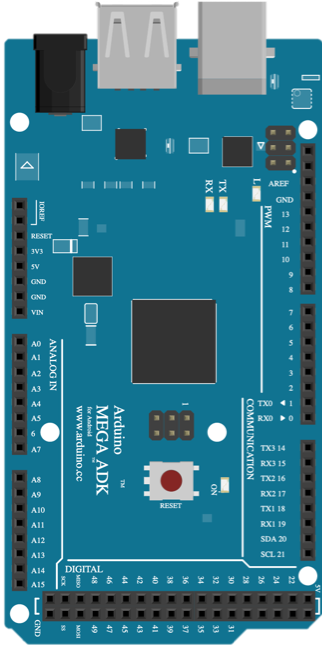 L
TX
RX
AREF
GND
13
12
11
10
9
8
PWM
IOREF
RESET
3V3
5V
GND
GND
VIN
7
6
5
4
3
2
TX0 ◄ 1
RX0 ► 0
ANALOG IN
A0
A1
A2
A3
A4
A5
6
A7
A8
A9
A10
A11
A12
A13
A14
A15
Arduino
MEGA ADK
TM
for Android
www.arduino.cc
1
COMMUNICATION
TX3 14
RX3 15
TX2 16
RX2 17
TX1 18
RX1 19
SDA 20
SCL 21
ON
RESET
DIGITAL
SCK
MISO
48
46
44
42
40
38
36
34
32
30
28
26
24
22
5V
GND
SS
MOSI
49
47
45
43
41
39
37
35
33
31